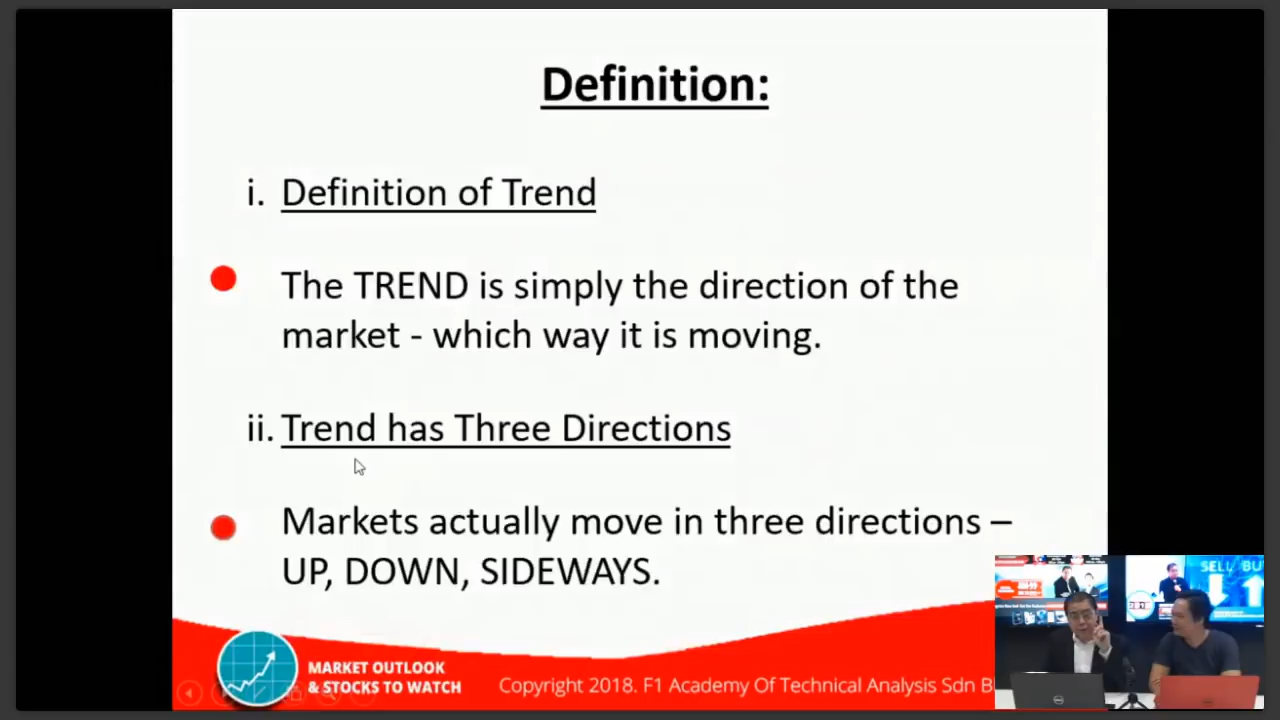 Definition:
i. Definition of Trend
The TREND is simply the direction of the
market - which way it is moving.
ii. Trend has Three Directions
Markets actually move in three directions –
UP, DOWN, SIDEWAYS.
MARKET OUTLOOK
& STOCKS TO WATCH
Copyright 2018. F1 Academy Of Technical Analysis Sdn B
SELL BU